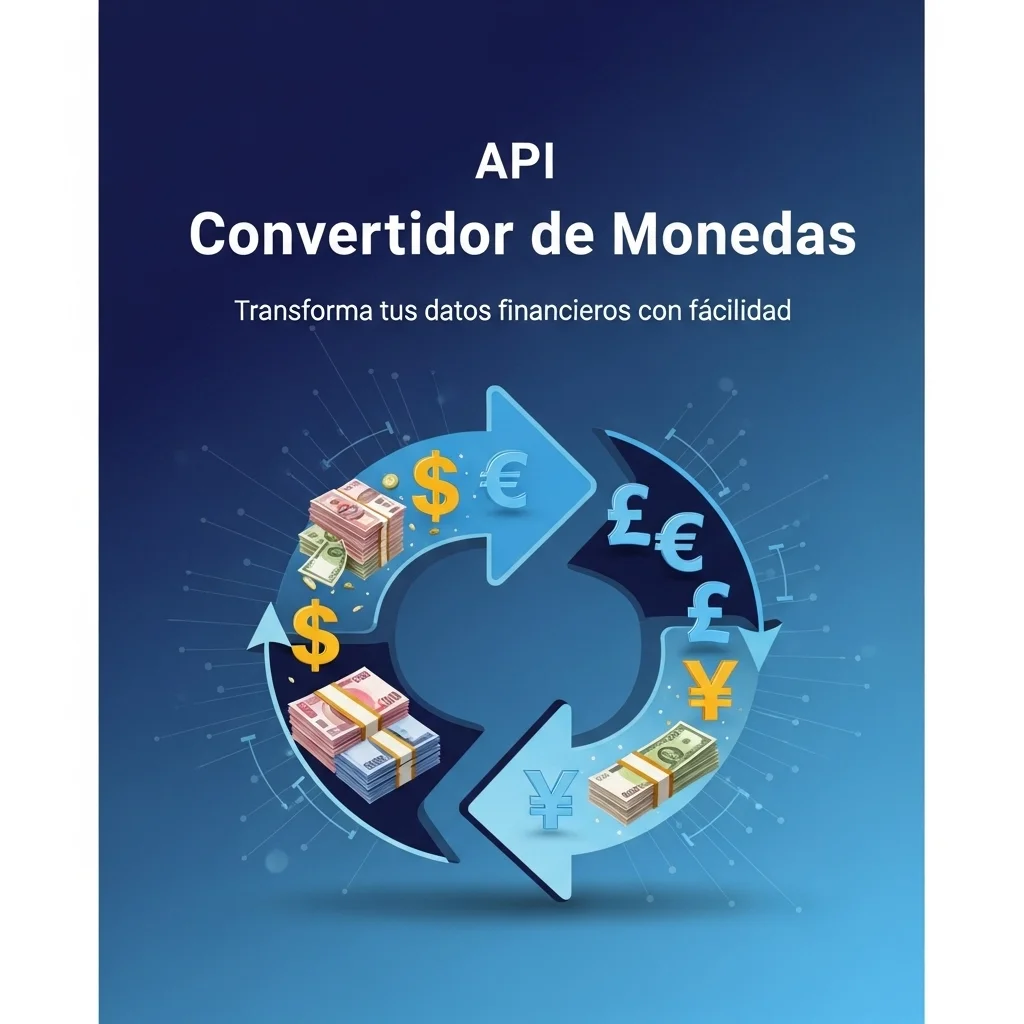 API
Convertidor de Monedas
Transforma tus datos financieros con fácilidad
$
€
£
€
£
$
¥
¥